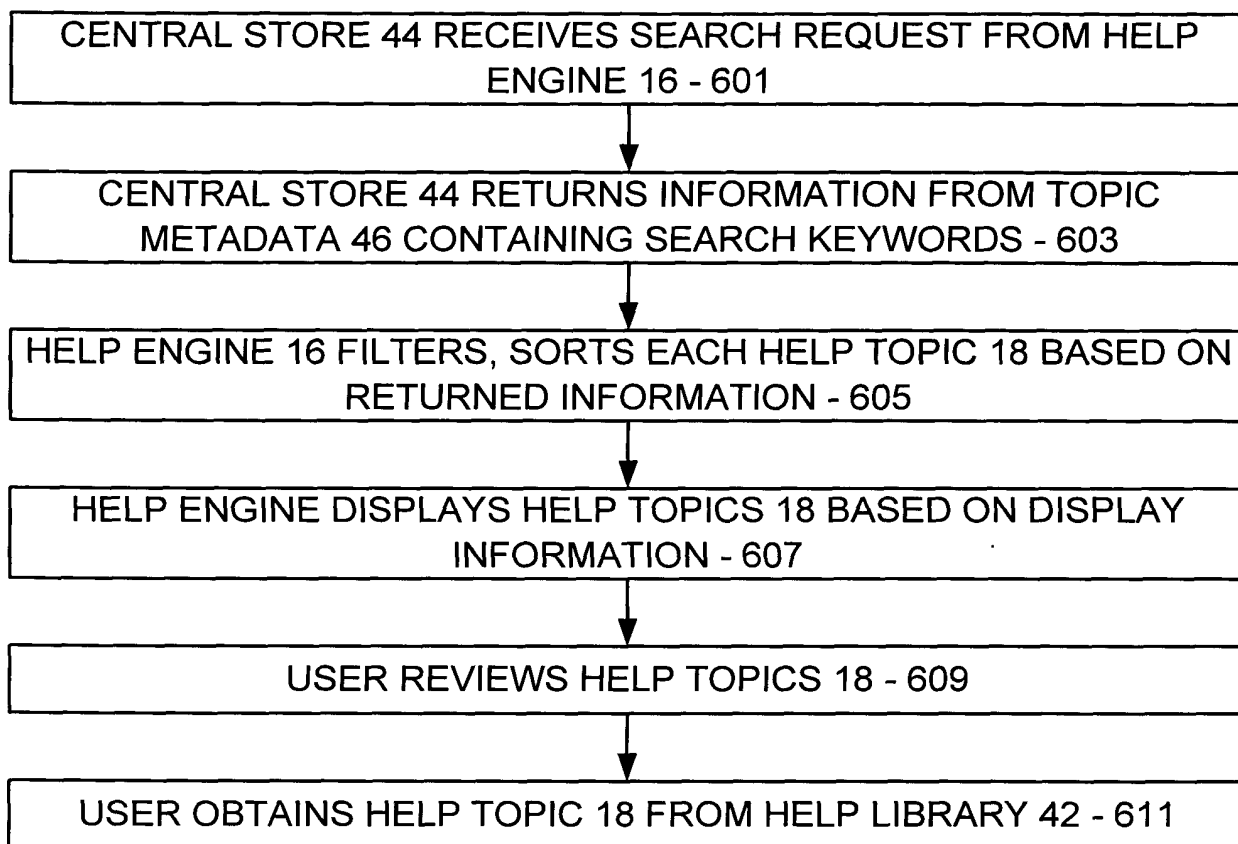 CENTRAL STORE 44 RECEIVES SEARCH REQUEST FROM HELP
ENGINE 16 - 601
CENTRAL STORE 44 RETURNS INFORMATION FROM TOPIC
METADATA 46 CONTAINING SEARCH KEYWORDS - 603
HELP ENGINE 16 FILTERS, SORTS EACH HELP TOPIC 18 BASED ON
RETURNED INFORMATION - 605
HELP ENGINE DISPLAYS HELP TOPICS 18 BASED ON DISPLAY
INFORMATION - 607
USER REVIEWS HELP TOPICS 18 - 609
USER OBTAINS HELP TOPIC 18 FROM HELP LIBRARY 42 - 611